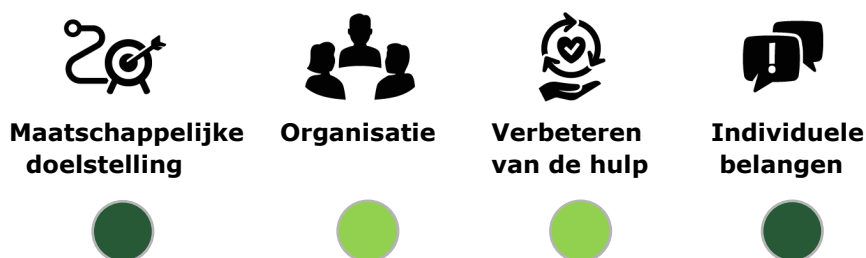 Maatschappelijke doelstelling
Organisatie
Verbeteren van de hulp
Individuele belangen